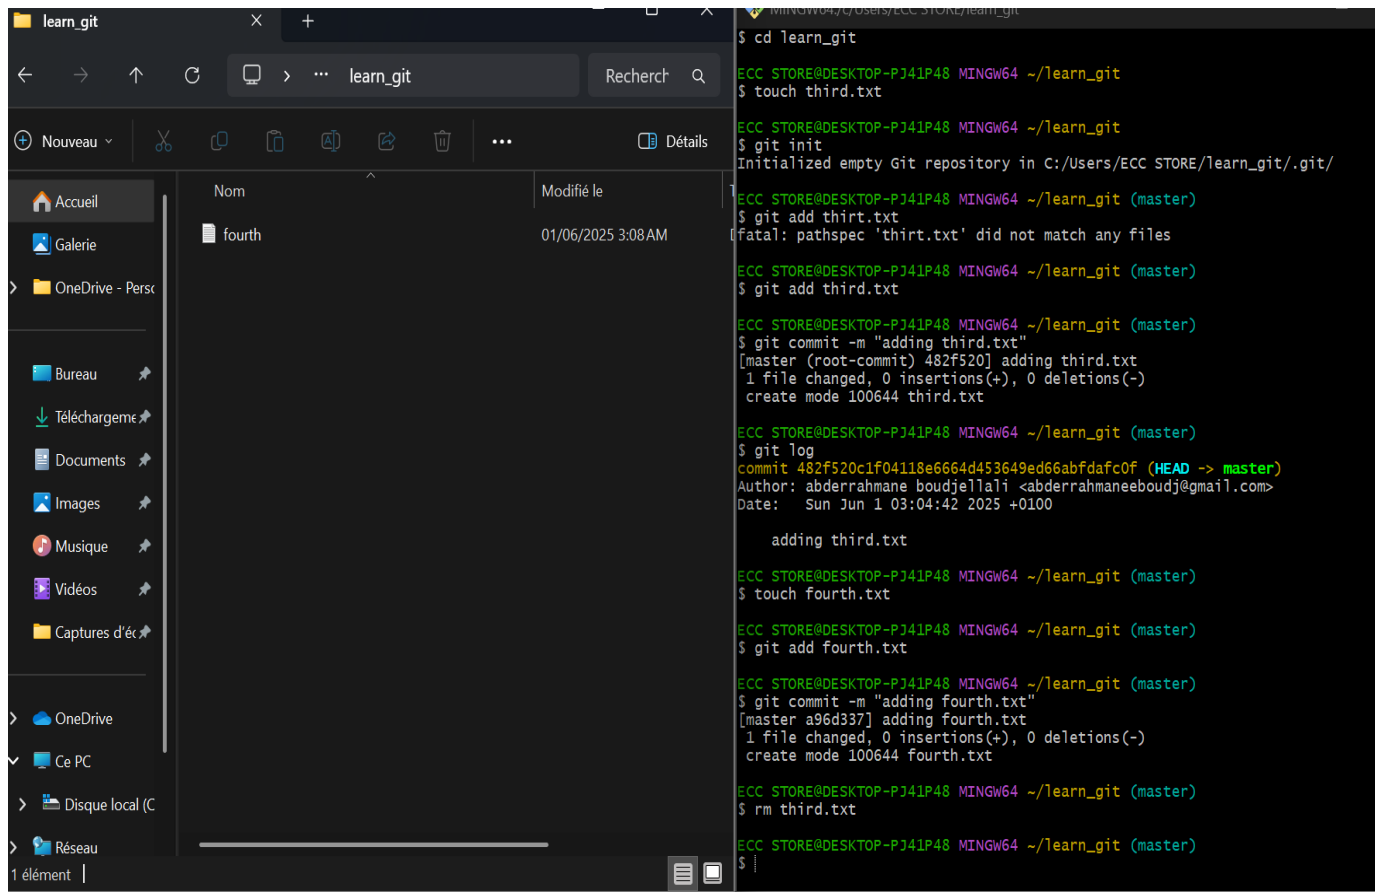 learn_git
learn_git
Recherch
Nouveau
Détails
Accueil
Galerie
OneDrive - Persc
Bureau
Téléchargeme
Documents
Images
Musique
Vidéos
Captures d'éc
OneDrive
Ce PC
Disque local (C
Réseau
1 élément
Nom
Modifié le
fourth
01/06/2025 3:08 AM
MINGW64:/c/Users/ECC STORE/learn_git
$ cd learn_git
ECC STORE@DESKTOP-PJ41P48 MINGW64 ~/learn_git
$ touch third.txt
ECC STORE@DESKTOP-PJ41P48 MINGW64 ~/learn_git
$ git init
Initialized empty Git repository in C:/Users/ECC STORE/learn_git/.git/
ECC STORE@DESKTOP-PJ41P48 MINGW64 ~/learn_git (master)
$ git add thirt.txt
fatal: pathspec 'thirt.txt' did not match any files
ECC STORE@DESKTOP-PJ41P48 MINGW64 ~/learn_git (master)
$ git add third.txt
ECC STORE@DESKTOP-PJ41P48 MINGW64 ~/learn_git (master)
$ git commit -m "adding third.txt"
[master (root-commit) 482f520] adding third.txt
1 file changed, 0 insertions(+), 0 deletions(-)
create mode 100644 third.txt
ECC STORE@DESKTOP-PJ41P48 MINGW64 ~/learn_git (master)
$ git log
commit 482f520c1f04118e6664d453649ed66abfdafc0f (HEAD -> master)
Author: abderrahmane boudjellali <abderrahmaneeboudj@gmail.com>
Date: Sun Jun 1 03:04:42 2025 +0100
adding third.txt
ECC STORE@DESKTOP-PJ41P48 MINGW64 ~/learn_git (master)
$ touch fourth.txt
ECC STORE@DESKTOP-PJ41P48 MINGW64 ~/learn_git (master)
$ git add fourth.txt
ECC STORE@DESKTOP-PJ41P48 MINGW64 ~/learn_git (master)
$ git commit -m "adding fourth.txt"
[master a96d337] adding fourth.txt
1 file changed, 0 insertions(+), 0 deletions(-)
create mode 100644 fourth.txt
ECC STORE@DESKTOP-PJ41P48 MINGW64 ~/learn_git (master)
$ rm third.txt
ECC STORE@DESKTOP-PJ41P48 MINGW64 ~/learn_git (master)
$